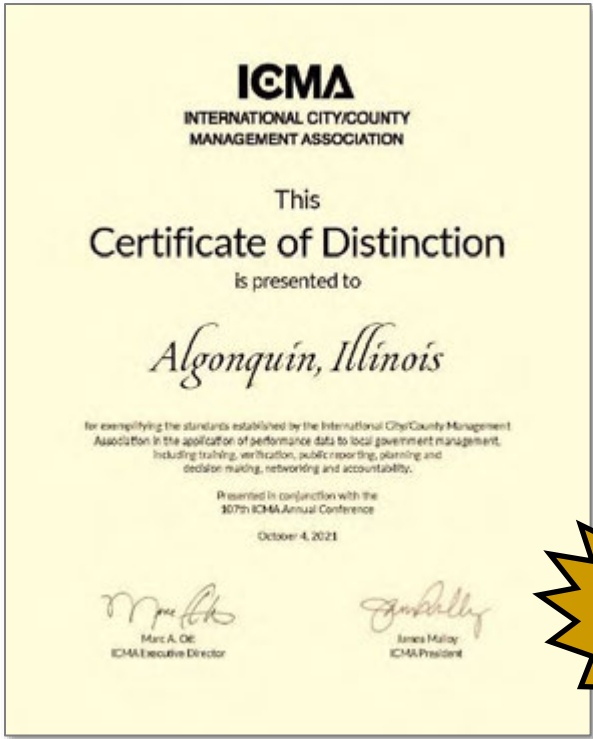 ICMA
INTERNATIONAL CITY/COUNTY
MANAGEMENT ASSOCIATION
This
Certificate of Distinction
is presented to
Algonquin, Illinois
for exemplifying the standards established by the International City/County Management
Association in the application of performance data to local government management,
including training, verification, public reporting, planning and
decision making, networking and accountability.
Presented in conjunction with the
107th ICMA Annual Conference
October 4, 2021
Marc A. Ott
ICMA Executive Director
James Malloy
ICMA President